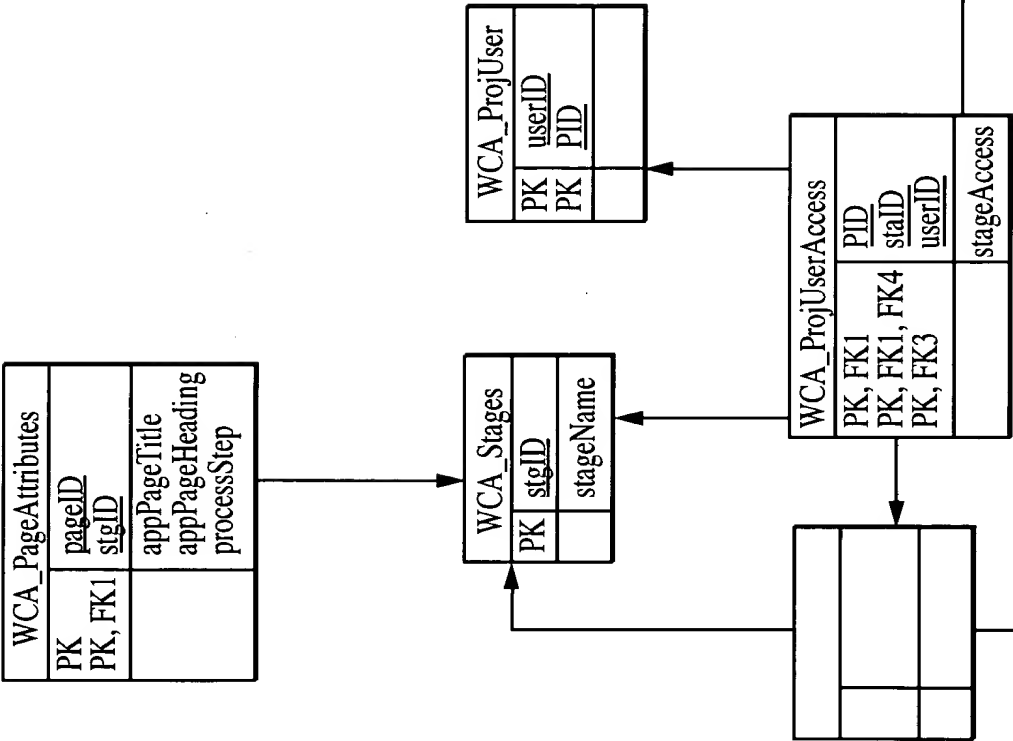 WCA_PageAttributes
PK pageID
PK, FK1 stgID
appPageTitle
appPageHeading
processStep
WCA_Stages
PK stgID
stageName
WCA_ProjUser
PK userID
PK PID
WCA_ProjUserAccess
PK, FK1 PID
PK, FK1, FK4 staID
PK, FK3 userID
stageAccess